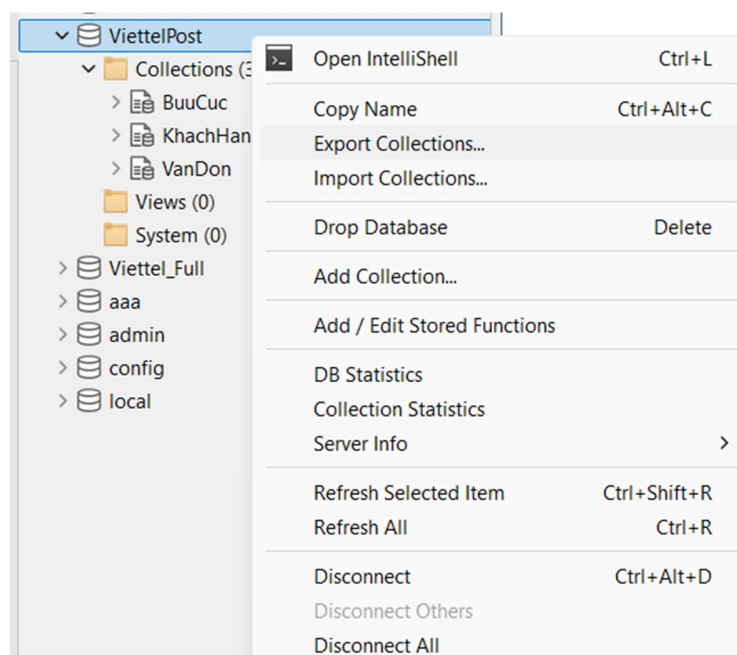 ViettelPost
Collections (3
BuuCuc
KhachHan
VanDon
Views (0)
System (0)
Viettel_Full
aaa
admin
config
local
Open IntelliShell Ctrl+L
Copy Name Ctrl+Alt+C
Export Collections...
Import Collections...
Drop Database Delete
Add Collection...
Add / Edit Stored Functions
DB Statistics
Collection Statistics
Server Info
Refresh Selected Item Ctrl+Shift+R
Refresh All Ctrl+R
Disconnect Ctrl+Alt+D
Disconnect Others
Disconnect All